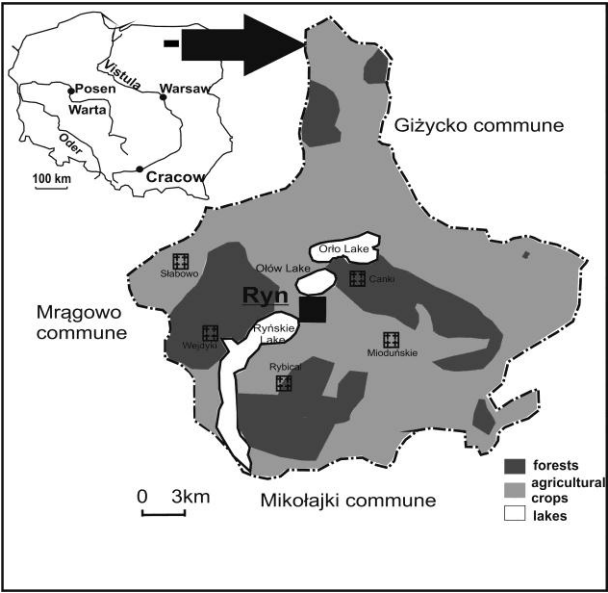 Vistula
Posen
Warsaw
Warta
Oder
Cracow
100 km
Giżycko commune
Orło Lake
Słabowo
Ołów Lake
Canki
Ryn
Mrągowo
commune
Ryńskie
Lake
Wejdyki
Mioduńskie
Rybical
0 3km
Mikołajki commune
forests
agricultural
crops
lakes